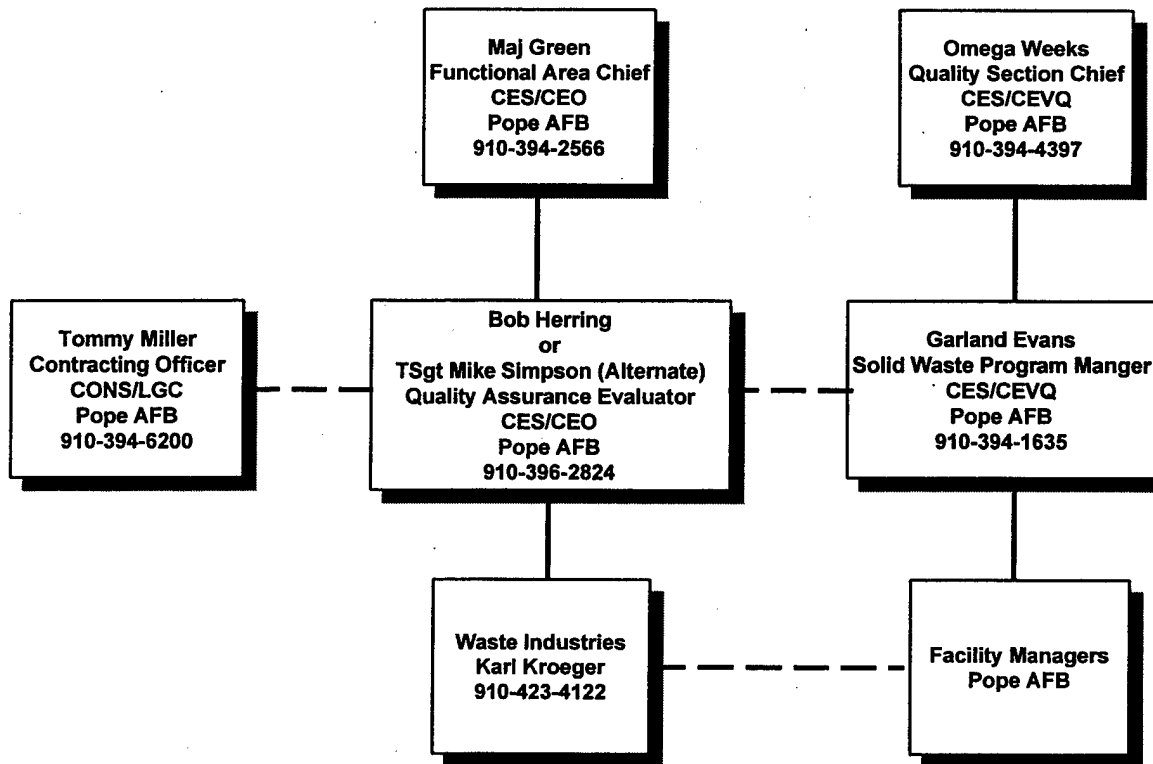 Maj Green
Functional Area Chief
CES/CEO
Pope AFB
910-394-2566
Omega Weeks
Quality Section Chief
CES/CEVQ
Pope AFB
910-394-4397
Tommy Miller
Contracting Officer
CONS/LGC
Pope AFB
910-394-6200
Bob Herring
or
TSgt Mike Simpson (Alternate)
Quality Assurance Evaluator
CES/CEO
Pope AFB
910-396-2824
Garland Evans
Solid Waste Program Manger
CES/CEVQ
Pope AFB
910-394-1635
Waste Industries
Karl Kroeger
910-423-4122
Facility Managers
Pope AFB